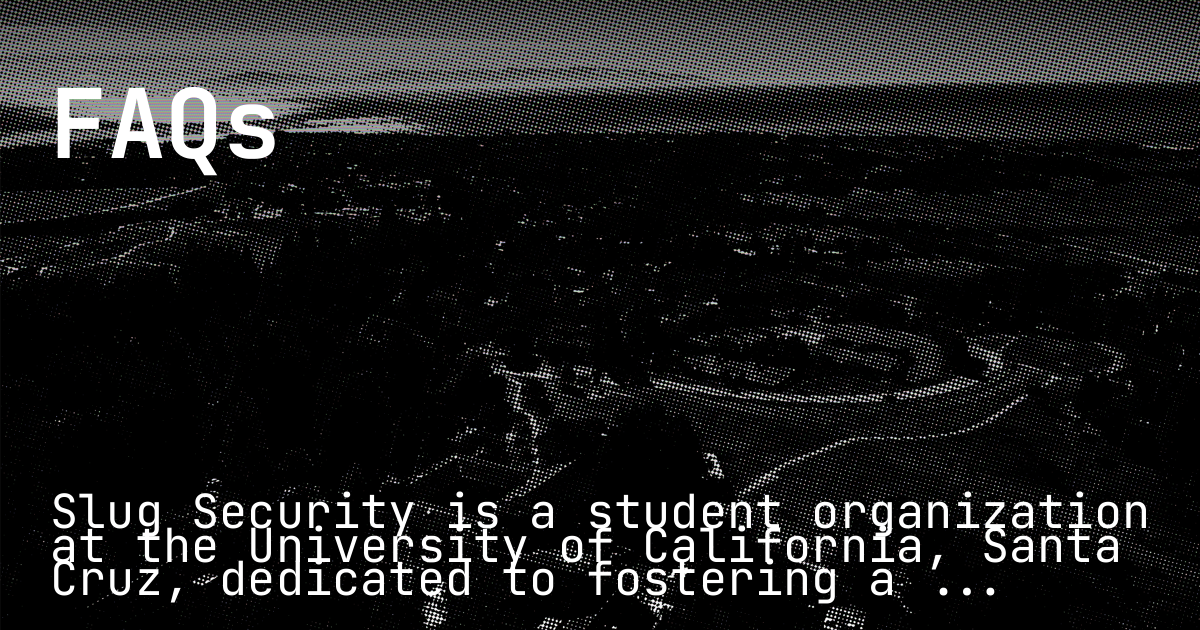 FAQs
Slug Security is a student organization
at the University of California, Santa
Cruz, dedicated to fostering a ...